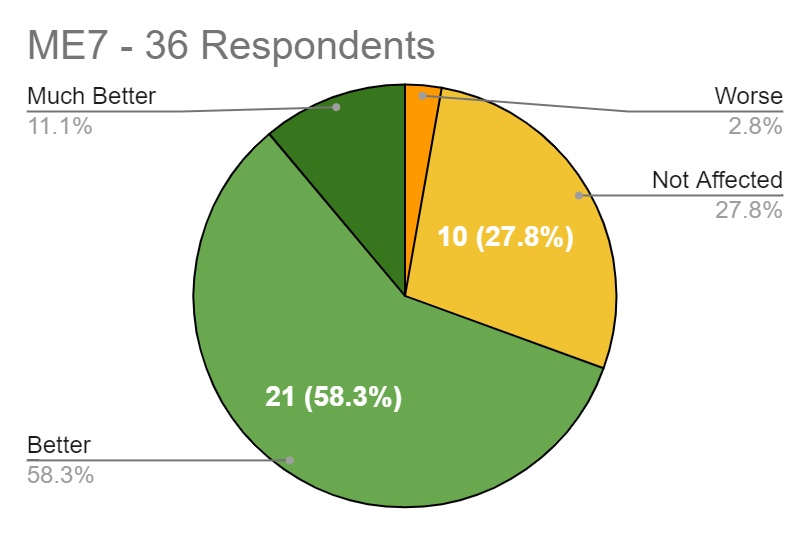 ME7 - 36 Respondents
Much Better
11.1%
Worse
2.8%
Not Affected
27.8%
10 (27.8%)
21 (58.3%)
Better
58.3%